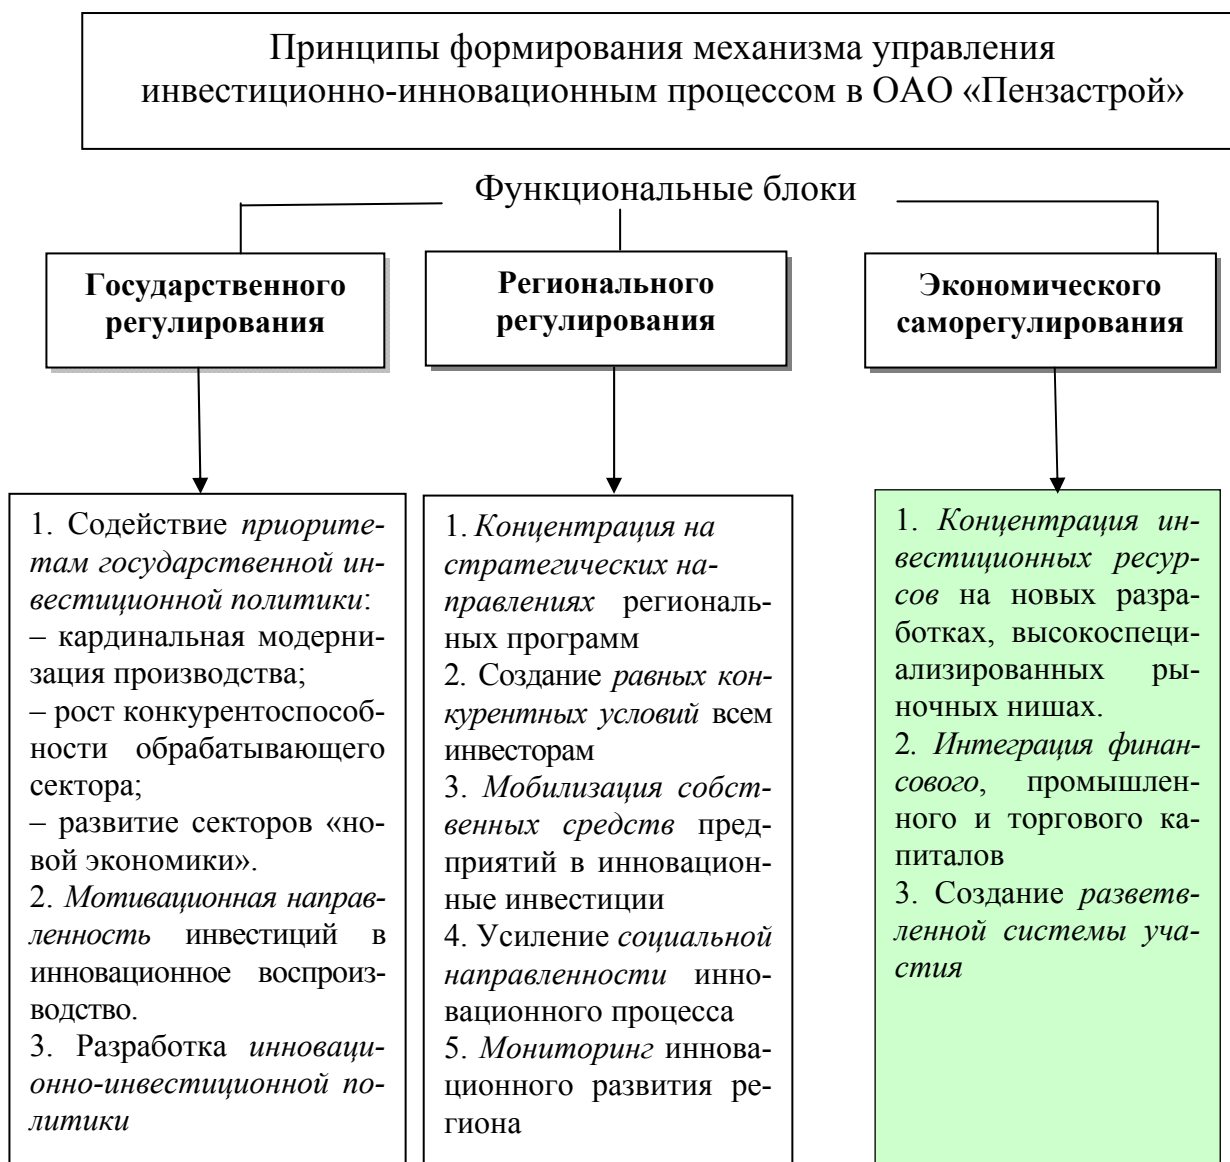 Принципы формирования механизма управления
инвестиционно-инновационным процессом в ОАО «Пензастрой»
Функциональные блоки
Государственного
регулирования
Регионального
регулирования
Экономического
саморегулирования
1. Содействие приорите-
там государственной ин-
вестиционной политики:
– кардинальная модерни-
зация производства;
– рост конкурентоспособ-
ности обрабатывающего
сектора;
– развитие секторов «но-
вой экономики».
2. Мотивационная направ-
ленность инвестиций в
инновационное воспроиз-
водство.
3. Разработка инноваци-
онно-инвестиционной по-
литики
1. Концентрация на
стратегических на-
правлениях региональ-
ных программ
2. Создание равных кон-
курентных условий всем
инвесторам
3. Мобилизация собст-
венных средств пред-
приятий в инновацион-
ные инвестиции
4. Усиление социальной
направленности инно-
вационного процесса
5. Мониторинг иннова-
ционного развития ре-
гиона
1. Концентрация ин-
вестиционных ресур-
сов на новых разра-
ботках, высокоспеци-
ализированных ры-
ночных нишах.
2. Интеграция финан-
сового, промышлен-
ного и торгового ка-
питалов
3. Создание разветв-
ленной системы уча-
стия